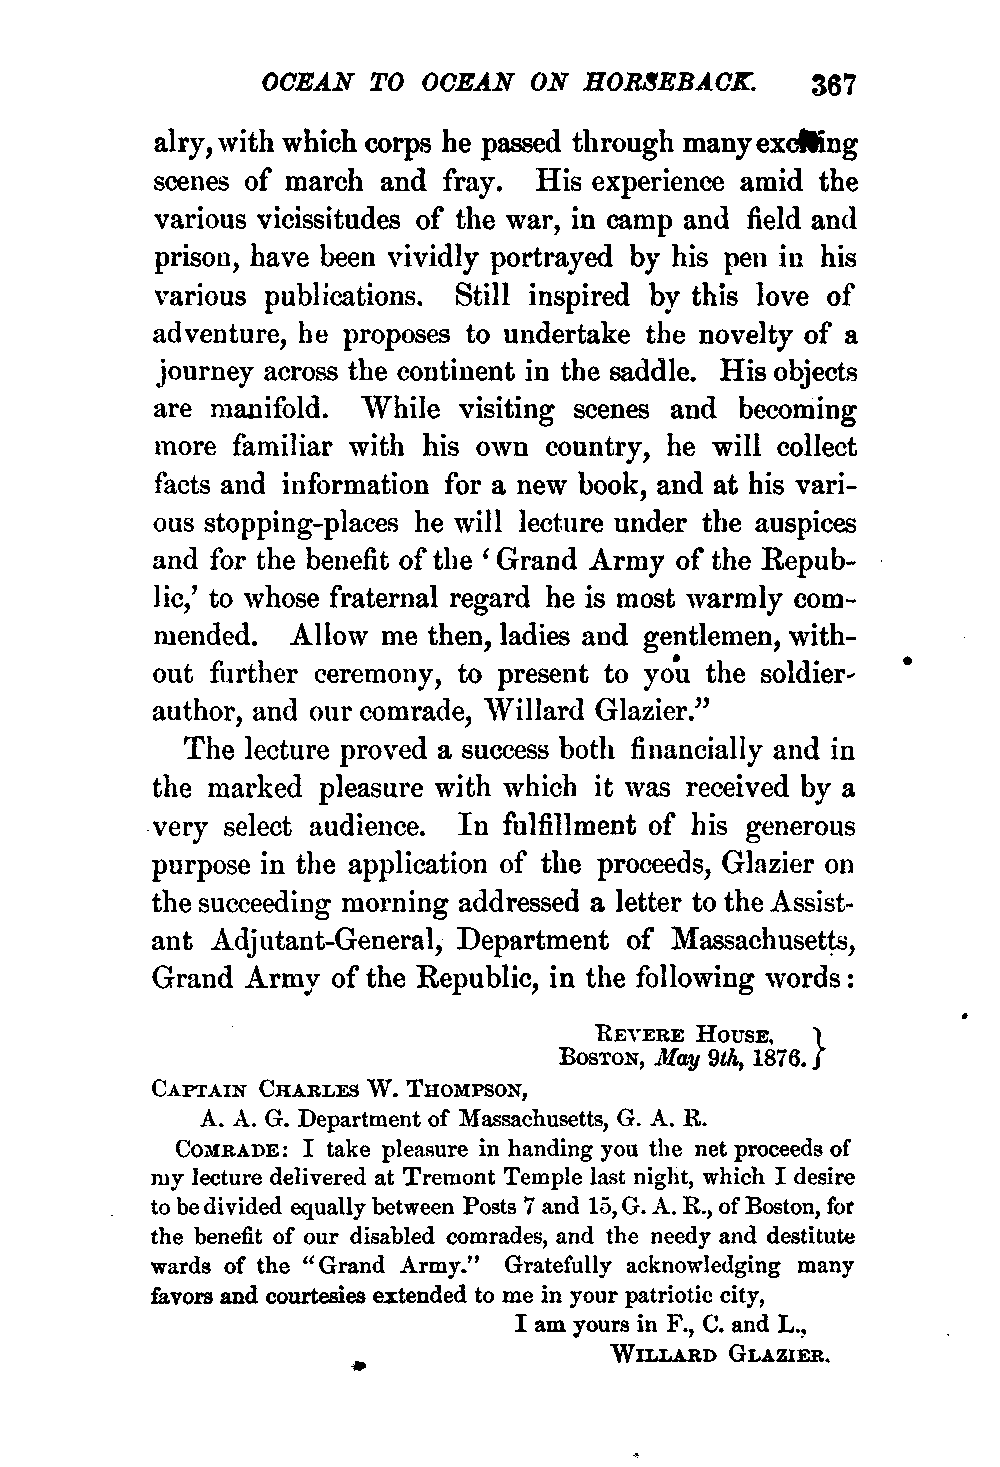 OCEAN TO OCEAN ON HORSEBACK. 367
alry, with which corps he passed through many exciting
scenes of march and fray. His experience amid the
various vicissitudes of the war, in camp and field and
prison, have been vividly portrayed by his pen in his
various publications. Still inspired by this love of
adventure, he proposes to undertake the novelty of a
journey across the continent in the saddle. His objects
are manifold. While visiting scenes and becoming
more familiar with his own country, he will collect
facts and information for a new book, and at his vari-
ous stopping-places he will lecture under the auspices
and for the benefit of the ‘Grand Army of the Repub-
lic,’ to whose fraternal regard he is most warmly com-
mended. Allow me then, ladies and gentlemen, with-
out further ceremony, to present to you the soldier-
author, and our comrade, Willard Glazier.”
The lecture proved a success both financially and in
the marked pleasure with which it was received by a
very select audience. In fulfillment of his generous
purpose in the application of the proceeds, Glazier on
the succeeding morning addressed a letter to the Assist-
ant Adjutant-General, Department of Massachusetts,
Grand Army of the Republic, in the following words:
REVERE HOUSE,
BOSTON, May 9th, 1876. }
CAPTAIN CHARLES W. THOMPSON,
A. A. G. Department of Massachusetts, G. A. R.
COMRADE: I take pleasure in handing you the net proceeds of
my lecture delivered at Tremont Temple last night, which I desire
to be divided equally between Posts 7 and 15, G. A. R., of Boston, for
the benefit of our disabled comrades, and the needy and destitute
wards of the “Grand Army.” Gratefully acknowledging many
favors and courtesies extended to me in your patriotic city,
I am yours in F., C. and L.,
WILLARD GLAZIER.